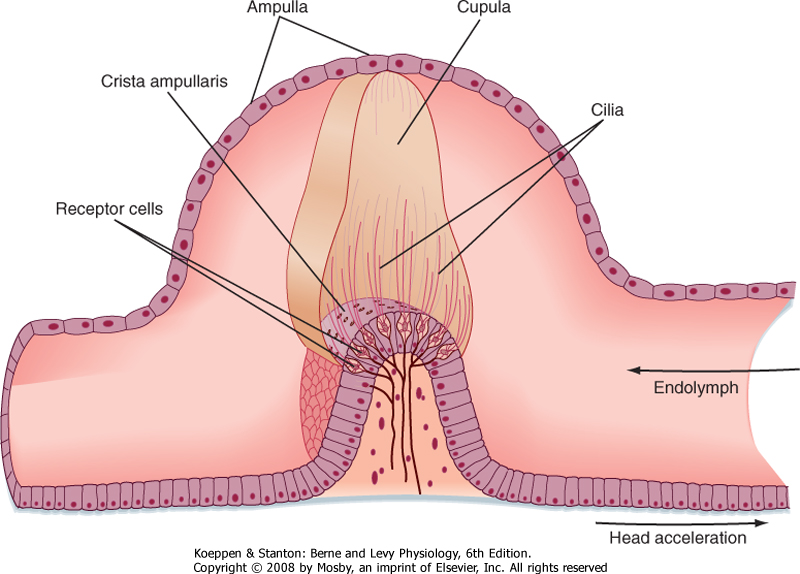 Ampulla
Cupula
Crista ampullaris
Cilia
Receptor cells
Endolymph
Head acceleration
Koeppen & Stanton: Berne and Levy Physiology, 6th Edition.
Copyright © 2008 by Mosby, an imprint of Elsevier, Inc. All rights reserved